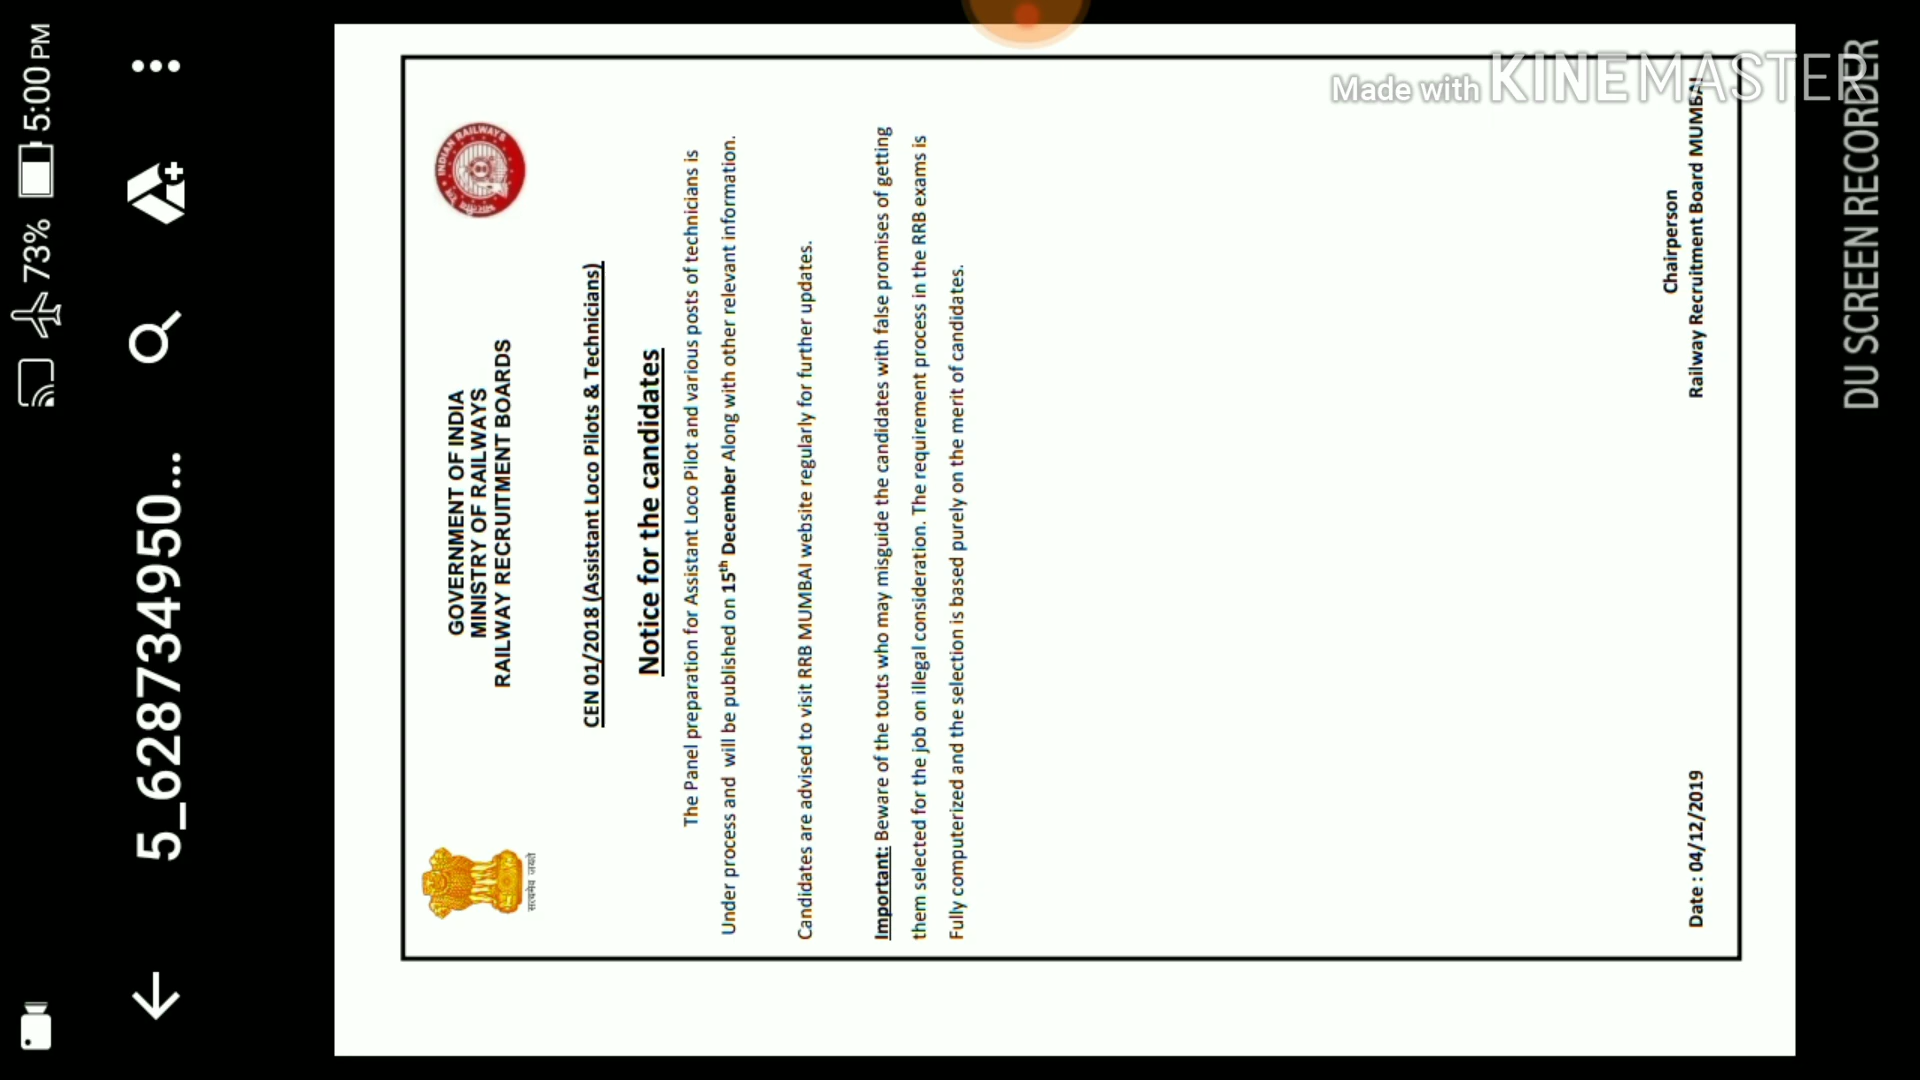 5:00 PM
73%
5_6287734950...
GOVERNMENT OF INDIA
MINISTRY OF RAILWAYS
RAILWAY RECRUITMENT BOARDS
INDIAN RAILWAYS
सत्यमेव जयते
CEN 01/2018 (Assistant Loco Pilots & Technicians)
Notice for the candidates
The Panel preparation for Assistant Loco Pilot and various posts of technicians is
Under process and will be published on 15th December Along with other relevant information.
Candidates are advised to visit RRB MUMBAI website regularly for further updates.
Important: Beware of the touts who may misguide the candidates with false promises of getting
them selected for the job on illegal consideration. The requirement process in the RRB exams is
Fully computerized and the selection is based purely on the merit of candidates.
Chairperson
Date : 04/12/2019 Railway Recruitment Board MUMBAI
Made with KINEMASTER
DU SCREEN RECORDER